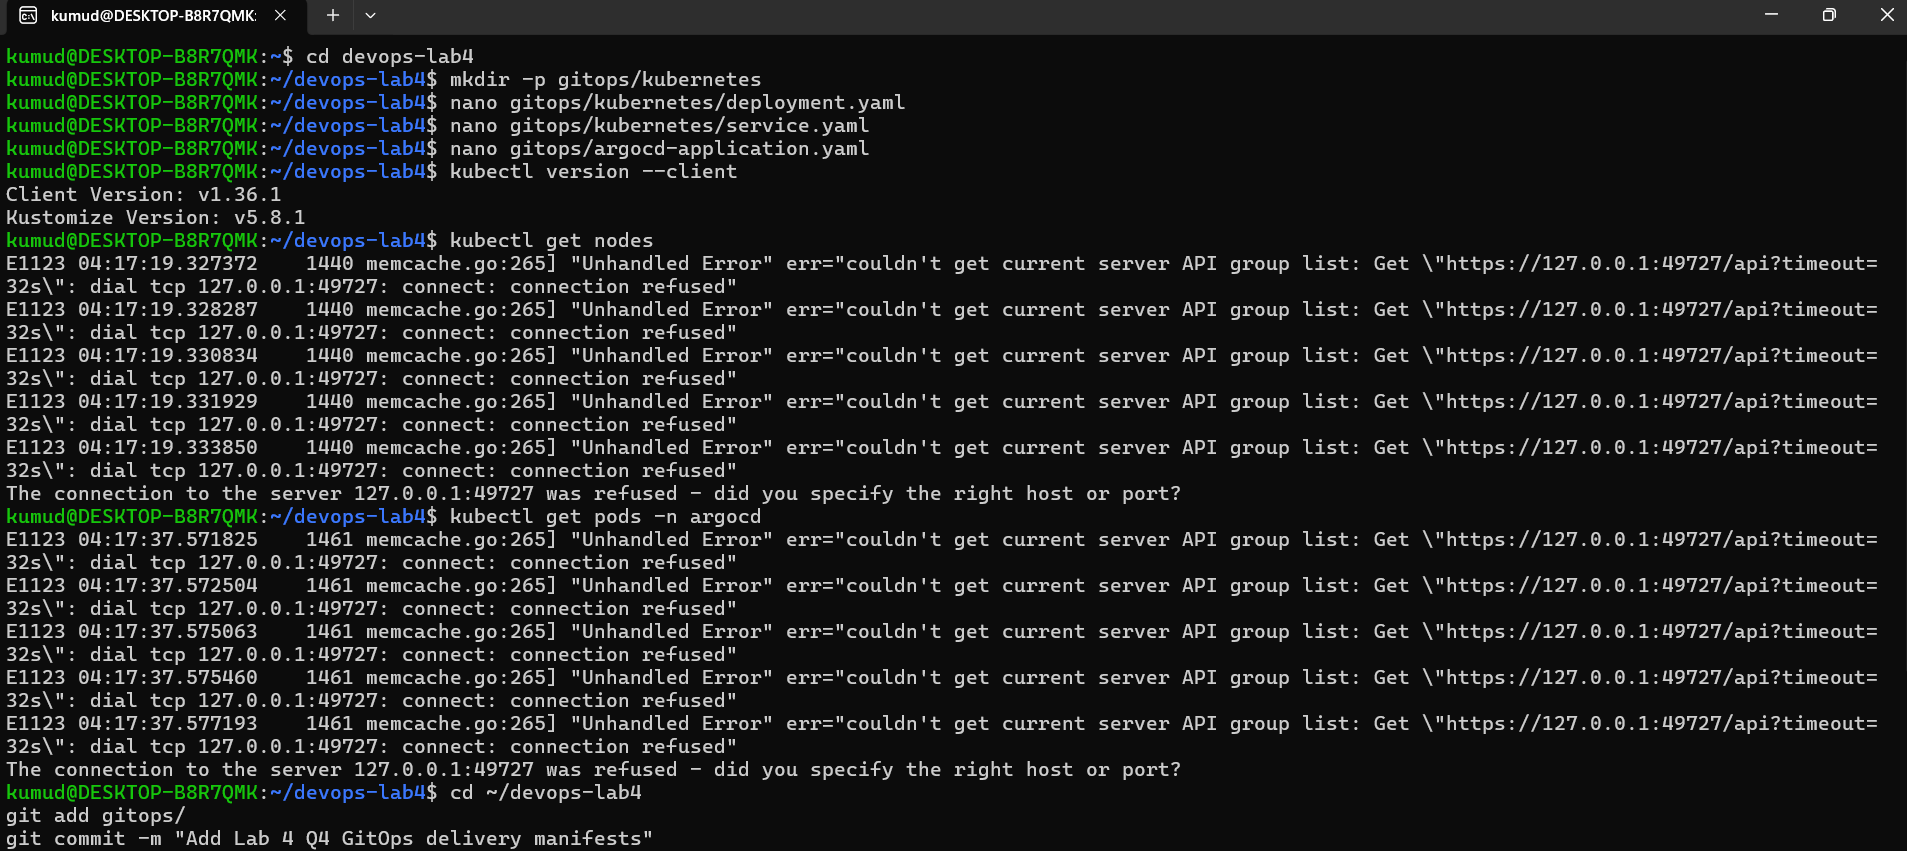 kumud@DESKTOP-B8R7QMK:
kumud@DESKTOP-B8R7QMK:~$ cd devops-lab4
kumud@DESKTOP-B8R7QMK:~/devops-lab4$ mkdir -p gitops/kubernetes
kumud@DESKTOP-B8R7QMK:~/devops-lab4$ nano gitops/kubernetes/deployment.yaml
kumud@DESKTOP-B8R7QMK:~/devops-lab4$ nano gitops/kubernetes/service.yaml
kumud@DESKTOP-B8R7QMK:~/devops-lab4$ nano gitops/argocd-application.yaml
kumud@DESKTOP-B8R7QMK:~/devops-lab4$ kubectl version --client
Client Version: v1.36.1
Kustomize Version: v5.8.1
kumud@DESKTOP-B8R7QMK:~/devops-lab4$ kubectl get nodes
E1123 04:17:19.327372    1440 memcache.go:265] "Unhandled Error" err="couldn't get current server API group list: Get \"https://127.0.0.1:49727/api?timeout=
32s\": dial tcp 127.0.0.1:49727: connect: connection refused"
E1123 04:17:19.328287    1440 memcache.go:265] "Unhandled Error" err="couldn't get current server API group list: Get \"https://127.0.0.1:49727/api?timeout=
32s\": dial tcp 127.0.0.1:49727: connect: connection refused"
E1123 04:17:19.330834    1440 memcache.go:265] "Unhandled Error" err="couldn't get current server API group list: Get \"https://127.0.0.1:49727/api?timeout=
32s\": dial tcp 127.0.0.1:49727: connect: connection refused"
E1123 04:17:19.331929    1440 memcache.go:265] "Unhandled Error" err="couldn't get current server API group list: Get \"https://127.0.0.1:49727/api?timeout=
32s\": dial tcp 127.0.0.1:49727: connect: connection refused"
E1123 04:17:19.333850    1440 memcache.go:265] "Unhandled Error" err="couldn't get current server API group list: Get \"https://127.0.0.1:49727/api?timeout=
32s\": dial tcp 127.0.0.1:49727: connect: connection refused"
The connection to the server 127.0.0.1:49727 was refused - did you specify the right host or port?
kumud@DESKTOP-B8R7QMK:~/devops-lab4$ kubectl get pods -n argocd
E1123 04:17:37.571825    1461 memcache.go:265] "Unhandled Error" err="couldn't get current server API group list: Get \"https://127.0.0.1:49727/api?timeout=
32s\": dial tcp 127.0.0.1:49727: connect: connection refused"
E1123 04:17:37.572504    1461 memcache.go:265] "Unhandled Error" err="couldn't get current server API group list: Get \"https://127.0.0.1:49727/api?timeout=
32s\": dial tcp 127.0.0.1:49727: connect: connection refused"
E1123 04:17:37.575063    1461 memcache.go:265] "Unhandled Error" err="couldn't get current server API group list: Get \"https://127.0.0.1:49727/api?timeout=
32s\": dial tcp 127.0.0.1:49727: connect: connection refused"
E1123 04:17:37.575460    1461 memcache.go:265] "Unhandled Error" err="couldn't get current server API group list: Get \"https://127.0.0.1:49727/api?timeout=
32s\": dial tcp 127.0.0.1:49727: connect: connection refused"
E1123 04:17:37.577193    1461 memcache.go:265] "Unhandled Error" err="couldn't get current server API group list: Get \"https://127.0.0.1:49727/api?timeout=
32s\": dial tcp 127.0.0.1:49727: connect: connection refused"
The connection to the server 127.0.0.1:49727 was refused - did you specify the right host or port?
kumud@DESKTOP-B8R7QMK:~/devops-lab4$ cd ~/devops-lab4
git add gitops/
git commit -m "Add Lab 4 Q4 GitOps delivery manifests"